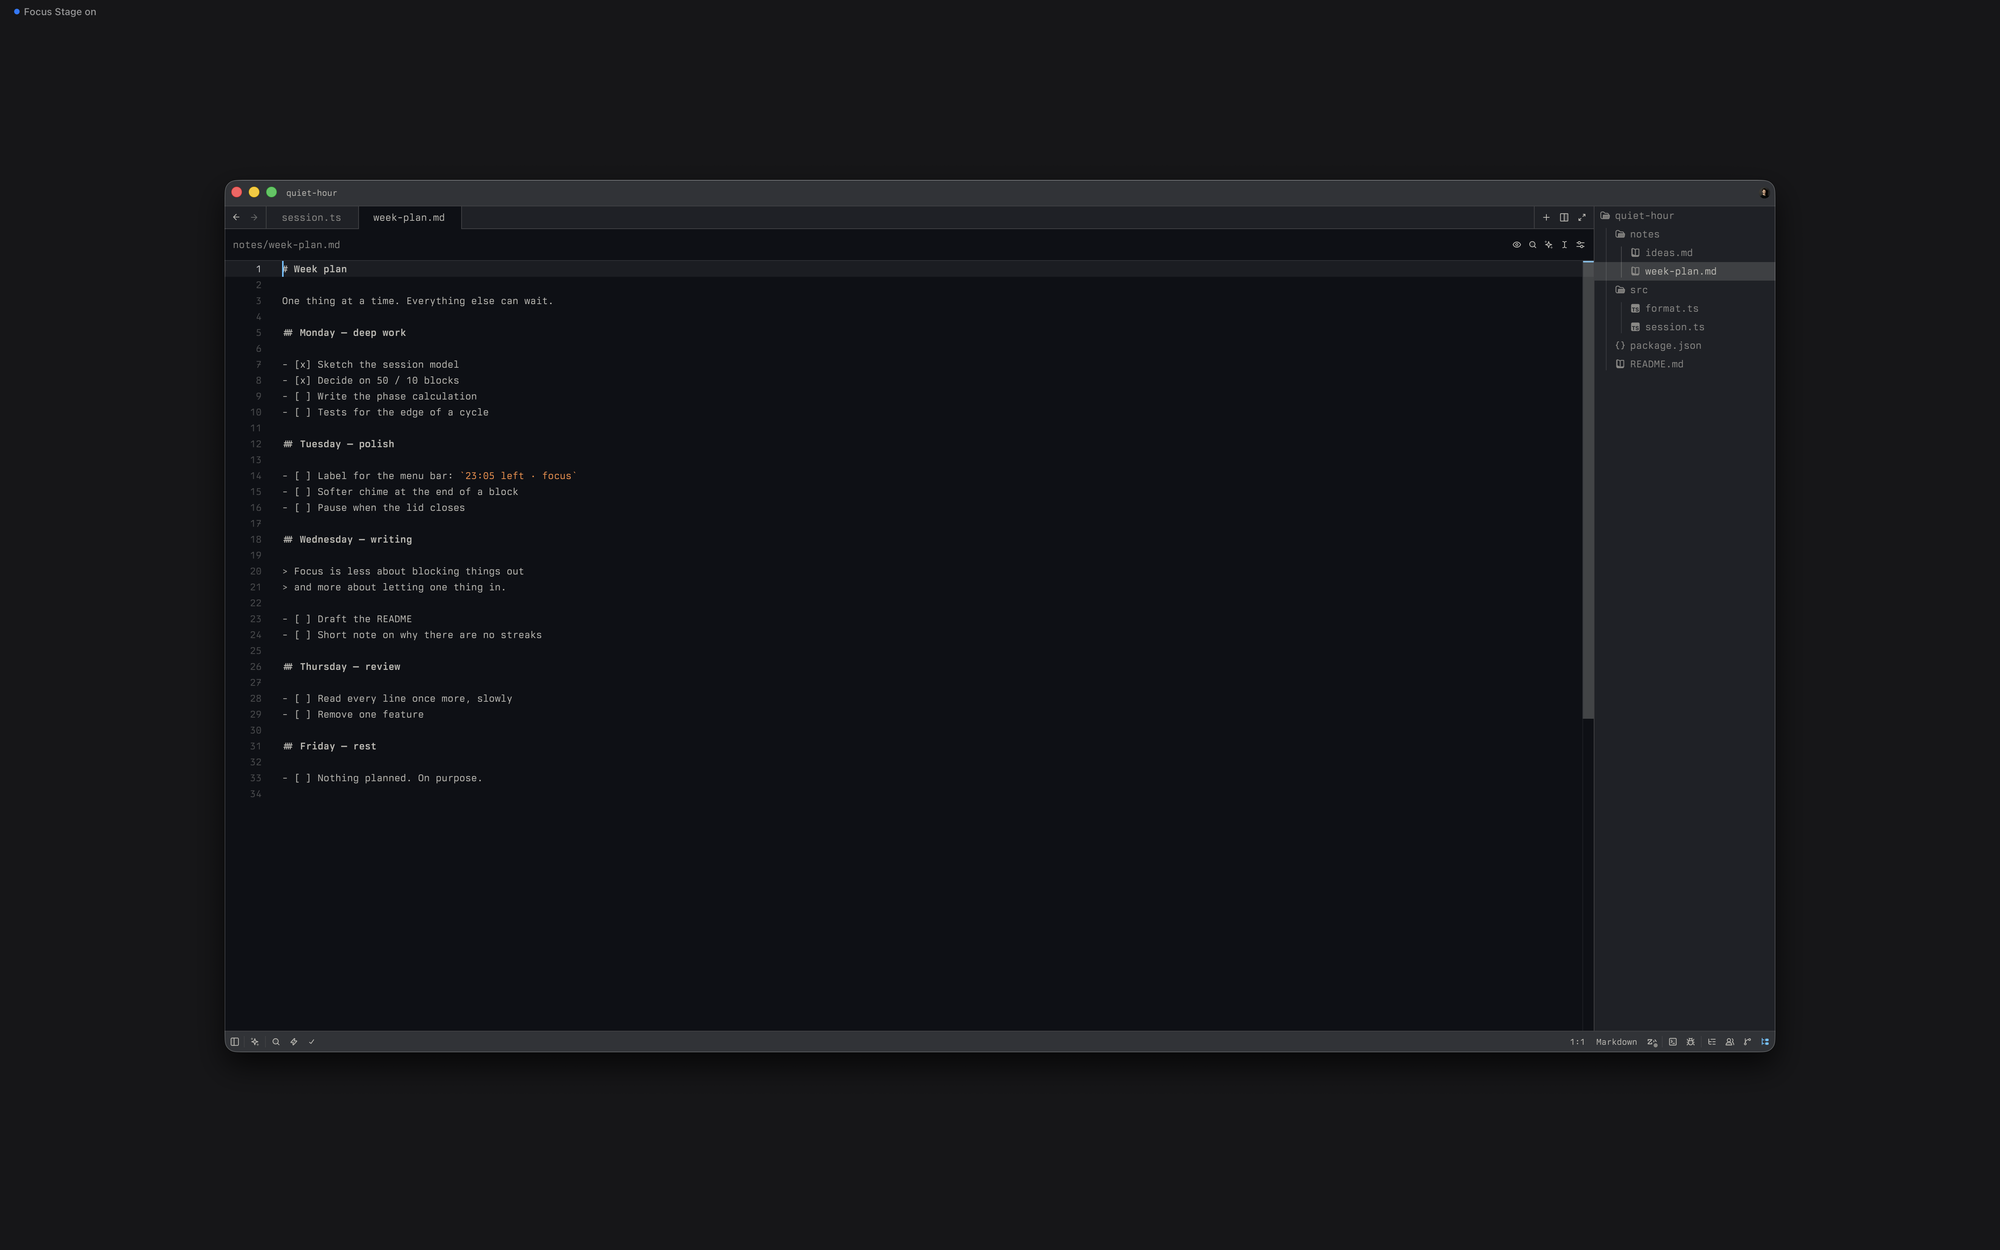 Focus Stage on
quiet-hour
session.ts
week-plan.md
notes/week-plan.md
1 # Week plan
2
3 One thing at a time. Everything else can wait.
4
5 ## Monday — deep work
6
7 - [x] Sketch the session model
8 - [x] Decide on 50 / 10 blocks
9 - [ ] Write the phase calculation
10 - [ ] Tests for the edge of a cycle
11
12 ## Tuesday — polish
13
14 - [ ] Label for the menu bar: `23:05 left · focus`
15 - [ ] Softer chime at the end of a block
16 - [ ] Pause when the lid closes
17
18 ## Wednesday — writing
19
20 > Focus is less about blocking things out
21 > and more about letting one thing in.
22
23 - [ ] Draft the README
24 - [ ] Short note on why there are no streaks
25
26 ## Thursday — review
27
28 - [ ] Read every line once more, slowly
29 - [ ] Remove one feature
30
31 ## Friday — rest
32
33 - [ ] Nothing planned. On purpose.
34
quiet-hour
notes
ideas.md
week-plan.md
src
format.ts
session.ts
package.json
README.md
1:1 Markdown